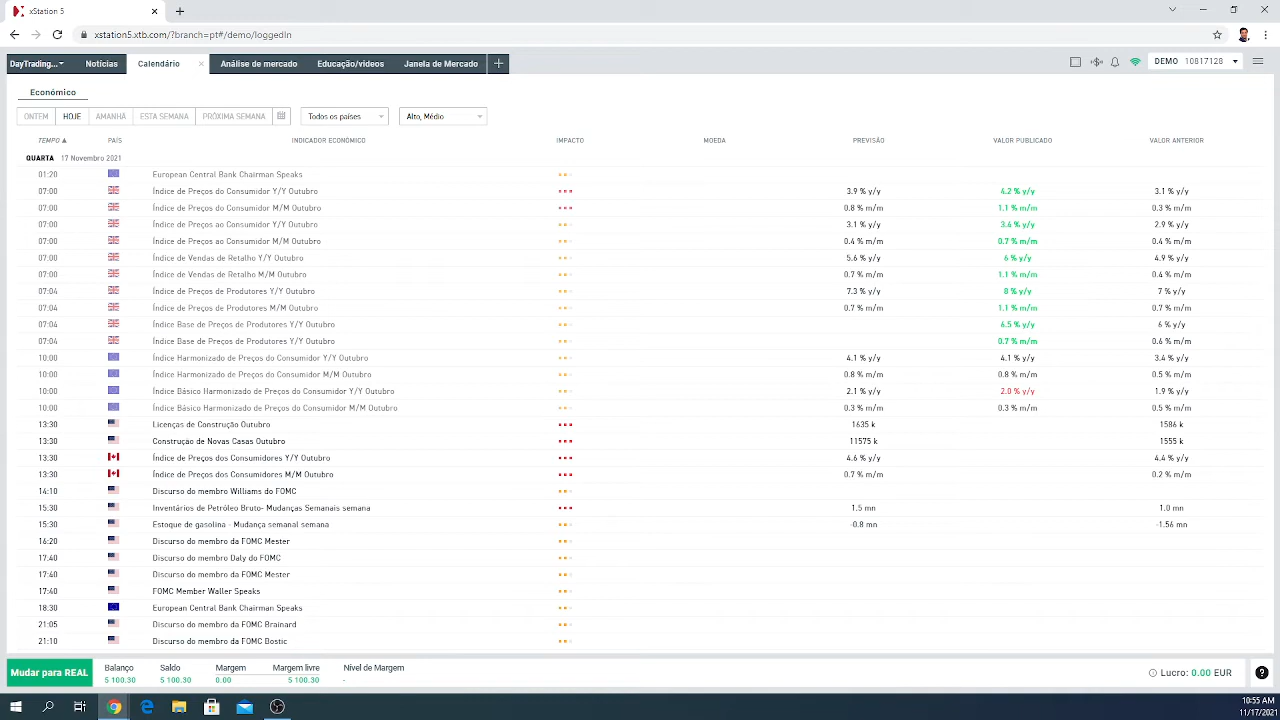 xStation 5
xstation5.xtb.com/?branch=pt#/demo/loggedIn
DayTrading... Notícias Calendário Análise de mercado Educação/vídeos Janela de Mercado DEMO 10817128
Económico
ONTEM HOJE AMANHÃ ESTA SEMANA PRÓXIMA SEMANA Todos os países Alto, Médio
TEMPO ▲ PAÍS INDICADOR ECONÓMICO IMPACTO MOEDA PREVISÃO VALOR PUBLICADO VALOR ANTERIOR
QUARTA 17 Novembro 2021
01:20 European Central Bank Chairman Speaks
07:00 Índice de Preços do Consumidor Y/Y Outubro 3.9 % y/y 4.2 % y/y 3.1 % y/y
07:00 Índice de Preços do Consumidor M/M Outubro 0.8 % m/m 1.1 % m/m 0.3 % m/m
07:00 Índice de Preços ao Consumidor Y/Y Outubro 3.1 % y/y 3.6 % y/y 2.9 % y/y
07:00 Índice de Preços ao Consumidor M/M Outubro 0.4 % m/m 0.7 % m/m 0.4 % m/m
07:00 Índice de Vendas de Retalho Y/Y Outubro 5.6 % y/y 6 % y/y 4.9 % y/y
07:00 Índice de Vendas de Retalho M/M Outubro 0.7 % m/m 1.1 % m/m 0.4 % m/m
07:04 Índice de Preços de Produtores Y/Y Outubro 7.3 % y/y 8 % y/y 7 % y/y
07:04 Índice de Preços de Produtores M/M Outubro 0.7 % m/m 1.1 % m/m 0.7 % m/m
07:04 Índice Base de Preços de Produtores Y/Y Outubro 6.5 % y/y 6 % y/y
07:04 Índice Base de Preços de Produtores Y/Y Outubro 0.7 % m/m 0.6 % m/m
10:00 Índice Harmonizado de Preços do Consumidor Y/Y Outubro 4.1 % y/y 4.1 % y/y 3.4 % y/y
10:00 Índice Harmonizado de Preços do Consumidor M/M Outubro 0.8 % m/m 0.8 % m/m 0.5 % m/m
10:00 Índice Básico Harmonizado de Preços do Consumidor Y/Y Outubro 2.1 % y/y 2.0 % y/y 1.9 % y/y
10:00 Índice Básico Harmonizado de Preços do Consumidor M/M Outubro 0.3 % m/m 0.3 % m/m 0.5 % m/m
13:30 Licenças de Construção Outubro 1635 k 1586 k
13:30 Construção de Novas Casas Outubro 11575 k 1555 k
13:30 Índice de Preços dos Consumidores Y/Y Outubro 4.6 % y/y 4.4 % y/y
13:30 Índice de Preços dos Consumidores M/M Outubro 0.7 % m/m 0.2 % m/m
14:10 Discurso do membro Williams do FOMC
15:30 Inventários de Petróleo Bruto- Mudanças Semanais semana 1.5 mn 1.0 mn
15:30 Estoque de gasolina - Mudança semanal semana -0.8 mn -1.56 mn
16:20 Discurso do membro da FOMC Mester
17:40 Discurso do membro Daly do FOMC
17:40 Discurso do membro da FOMC Mester
17:40 FOMC Member Waller Speaks
18:30 European Central Bank Chairman Speaks
21:05 Discurso do membro da FOMC Brainard
21:10 Discurso do membro da FOMC Bostic
Mudar para REAL Balanço Saldo Margem Margem livre Nível de Margem Lucro: 0.00 EUR
5 100.30 5 100.30 0.00 5 100.30 -
10:55 AM
11/17/2021